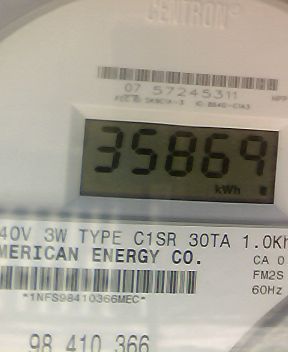 CENTRON®
07 57245311
35869
kWh
40V 3W TYPE C1SR 30TA 1.0Kh
MERICAN ENERGY CO.
CA 0
FM2S
60Hz
*1NFS98410366MEC*
98 410 366